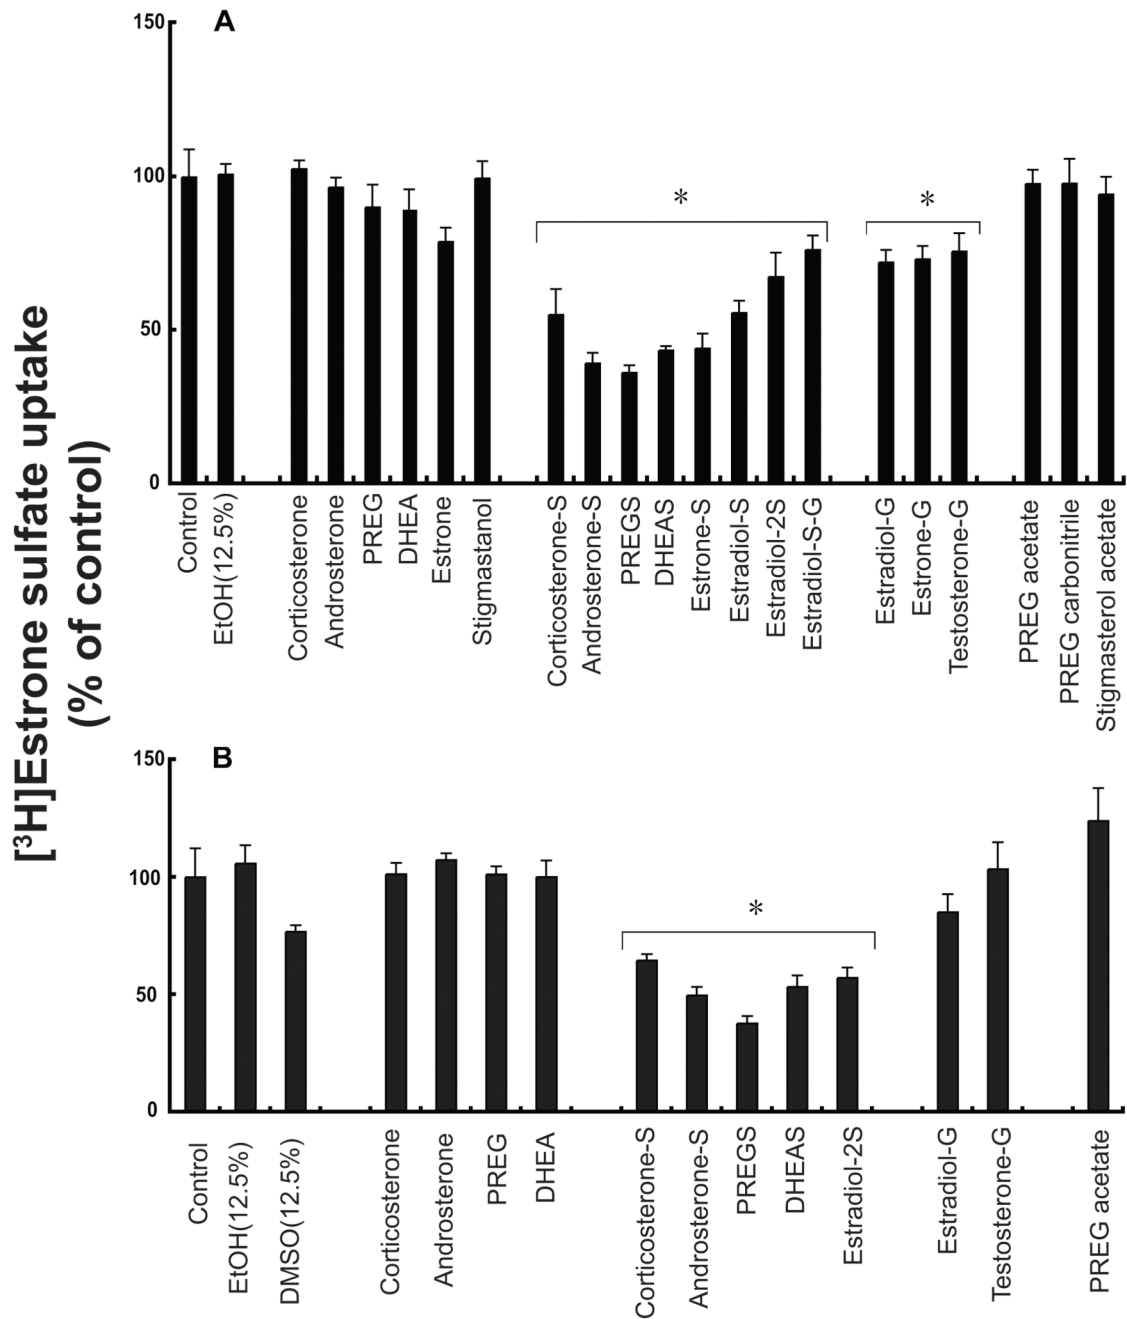 [³H]Estrone sulfate uptake
(% of control)
A
150
100
50
0
*
*
Control
EtOH(12.5%)
Corticosterone
Androsterone
PREG
DHEA
Estrone
Stigmastanol
Corticosterone-S
Androsterone-S
PREGS
DHEAS
Estrone-S
Estradiol-S
Estradiol-2S
Estradiol-S-G
Estradiol-G
Estrone-G
Testosterone-G
PREG acetate
PREG carbonitrile
Stigmasterol acetate
B
150
100
50
0
*
Control
EtOH(12.5%)
DMSO(12.5%)
Corticosterone
Androsterone
PREG
DHEA
Corticosterone-S
Androsterone-S
PREGS
DHEAS
Estradiol-2S
Estradiol-G
Testosterone-G
PREG acetate